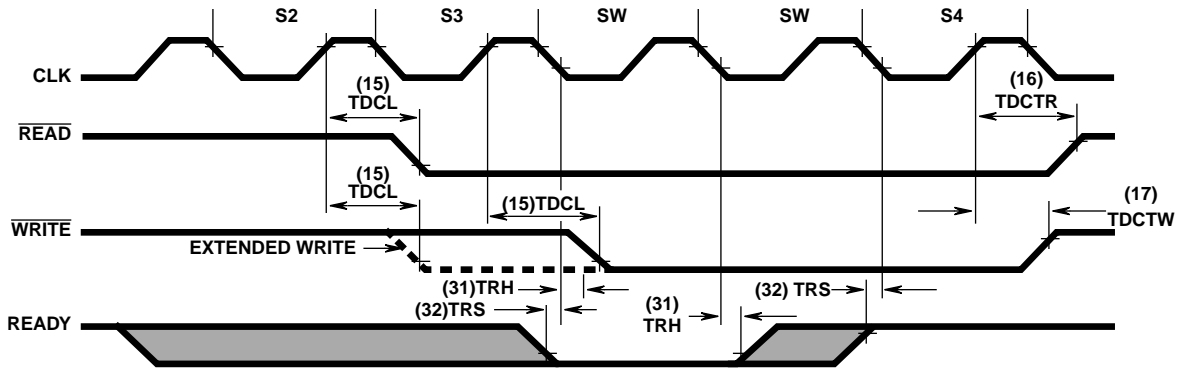 S2 S3 SW SW S4
CLK
(15)
TDCL
(16)
TDCTR
READ
(15)
TDCL
(15)TDCL
(17)
TDCTW
WRITE
EXTENDED WRITE
(31)TRH
(32)TRS
(31)
TRH
(32) TRS
READY